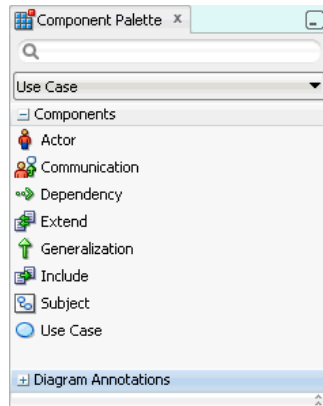 Component Palette
Use Case
Components
Actor
Communication
Dependency
Extend
Generalization
Include
Subject
Use Case
Diagram Annotations